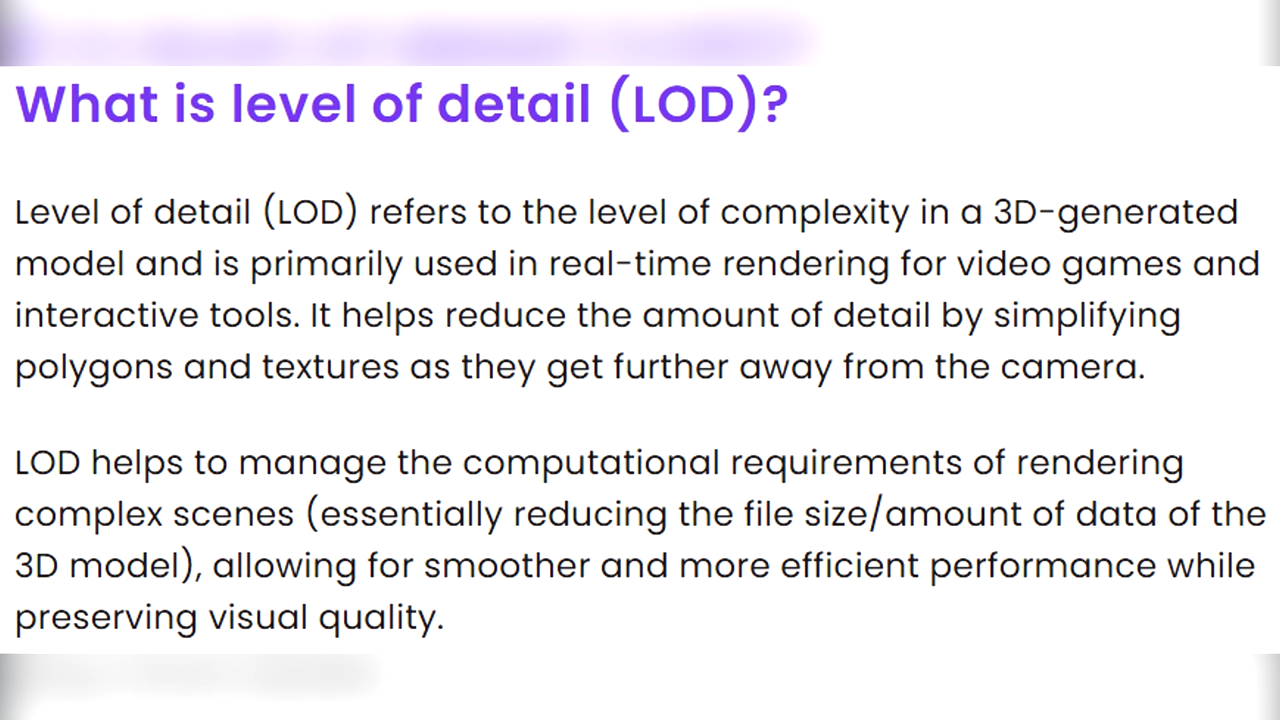 What is level of detail (LOD)?
Level of detail (LOD) refers to the level of complexity in a 3D-generated
model and is primarily used in real-time rendering for video games and
interactive tools. It helps reduce the amount of detail by simplifying
polygons and textures as they get further away from the camera.
LOD helps to manage the computational requirements of rendering
complex scenes (essentially reducing the file size/amount of data of the
3D model), allowing for smoother and more efficient performance while
preserving visual quality.